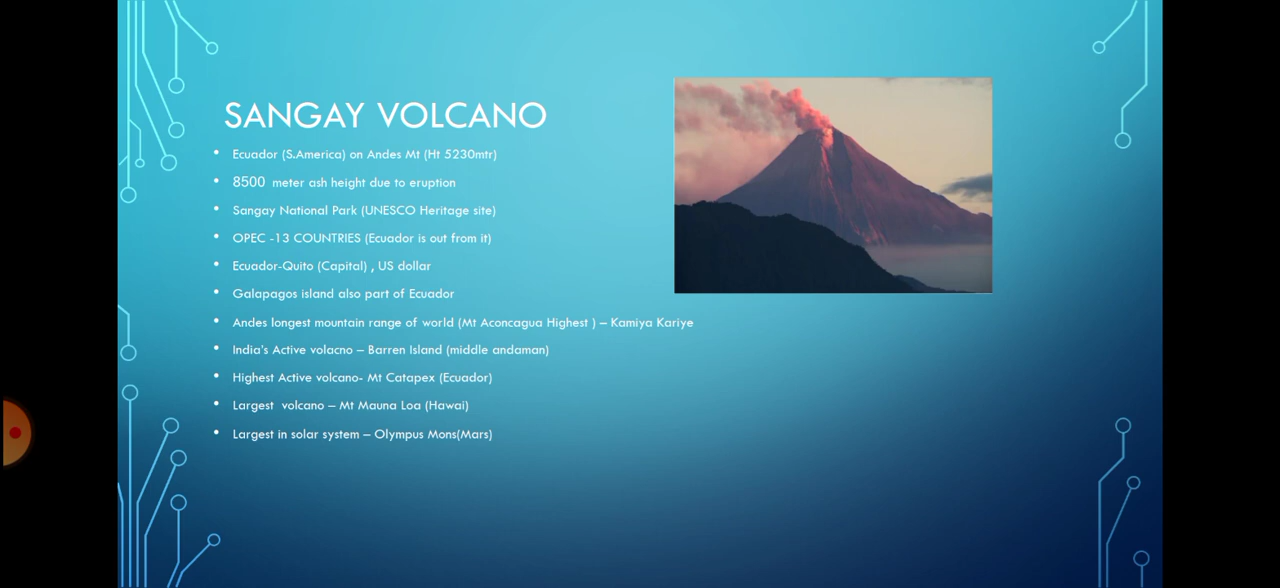 SANGAY VOLCANO
• Ecuador (S.America) on Andes Mt (Ht 5230mtr)
• 8500 meter ash height due to eruption
• Sangay National Park (UNESCO Heritage site)
• OPEC -13 COUNTRIES (Ecuador is out from it)
• Ecuador-Quito (Capital) , US dollar
• Galapagos island also part of Ecuador
• Andes longest mountain range of world (Mt Aconcagua Highest ) – Kamiya Kariye
• India's Active volacno – Barren Island (middle andaman)
• Highest Active volcano- Mt Catapex (Ecuador)
• Largest volcano – Mt Mauna Loa (Hawai)
• Largest in solar system – Olympus Mons(Mars)